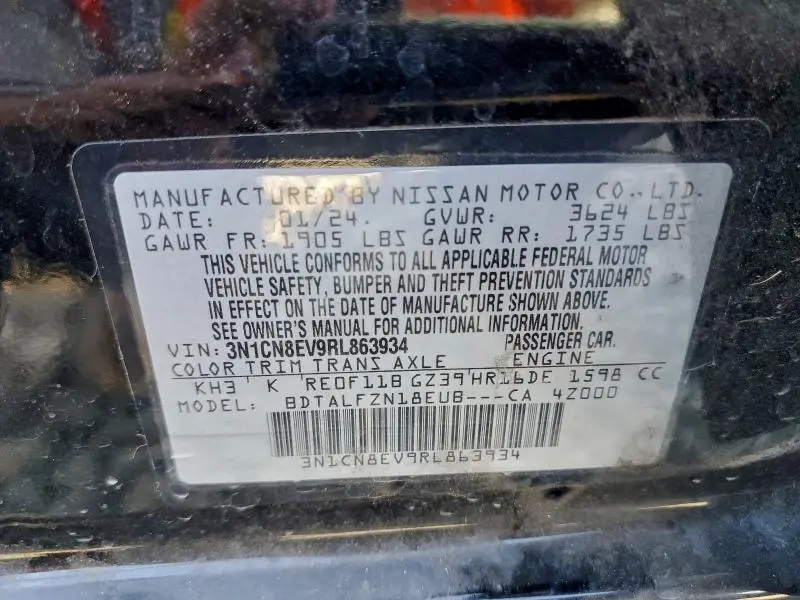 MANUFACTURED BY NISSAN MOTOR CO., LTD.
DATE: 01/24. GVWR: 3624 LBS
GAWR FR: 1905 LBS GAWR RR: 1735 LBS
THIS VEHICLE CONFORMS TO ALL APPLICABLE FEDERAL MOTOR
VEHICLE SAFETY, BUMPER AND THEFT PREVENTION STANDARDS
IN EFFECT ON THE DATE OF MANUFACTURE SHOWN ABOVE.
SEE OWNER'S MANUAL FOR ADDITIONAL INFORMATION.
VIN: 3N1CN8EV9RL863934 PASSENGER CAR.
COLOR TRIM TRANS AXLE ENGINE
KH3 K RE0F11B GZ39 HR16DE 1598 CC
MODEL: BDTALFZN18EUB---CA 4Z000
3N1CN8EV9RL863934